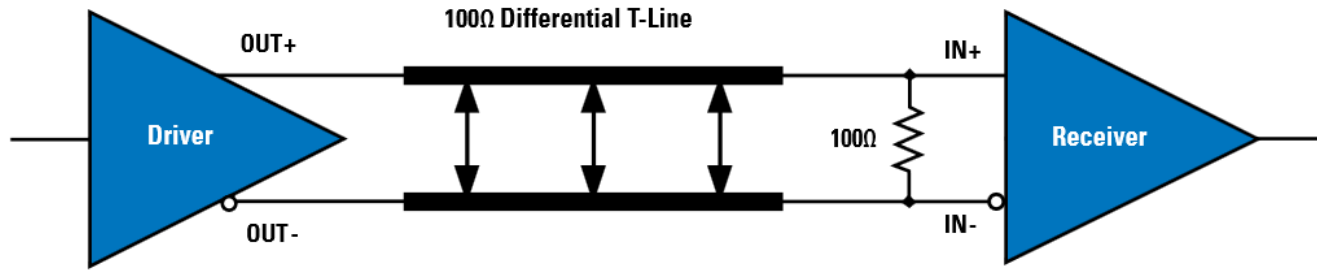 100Ω Differential T-Line
OUT+
IN+
Driver
100Ω
Receiver
OUT-
IN-